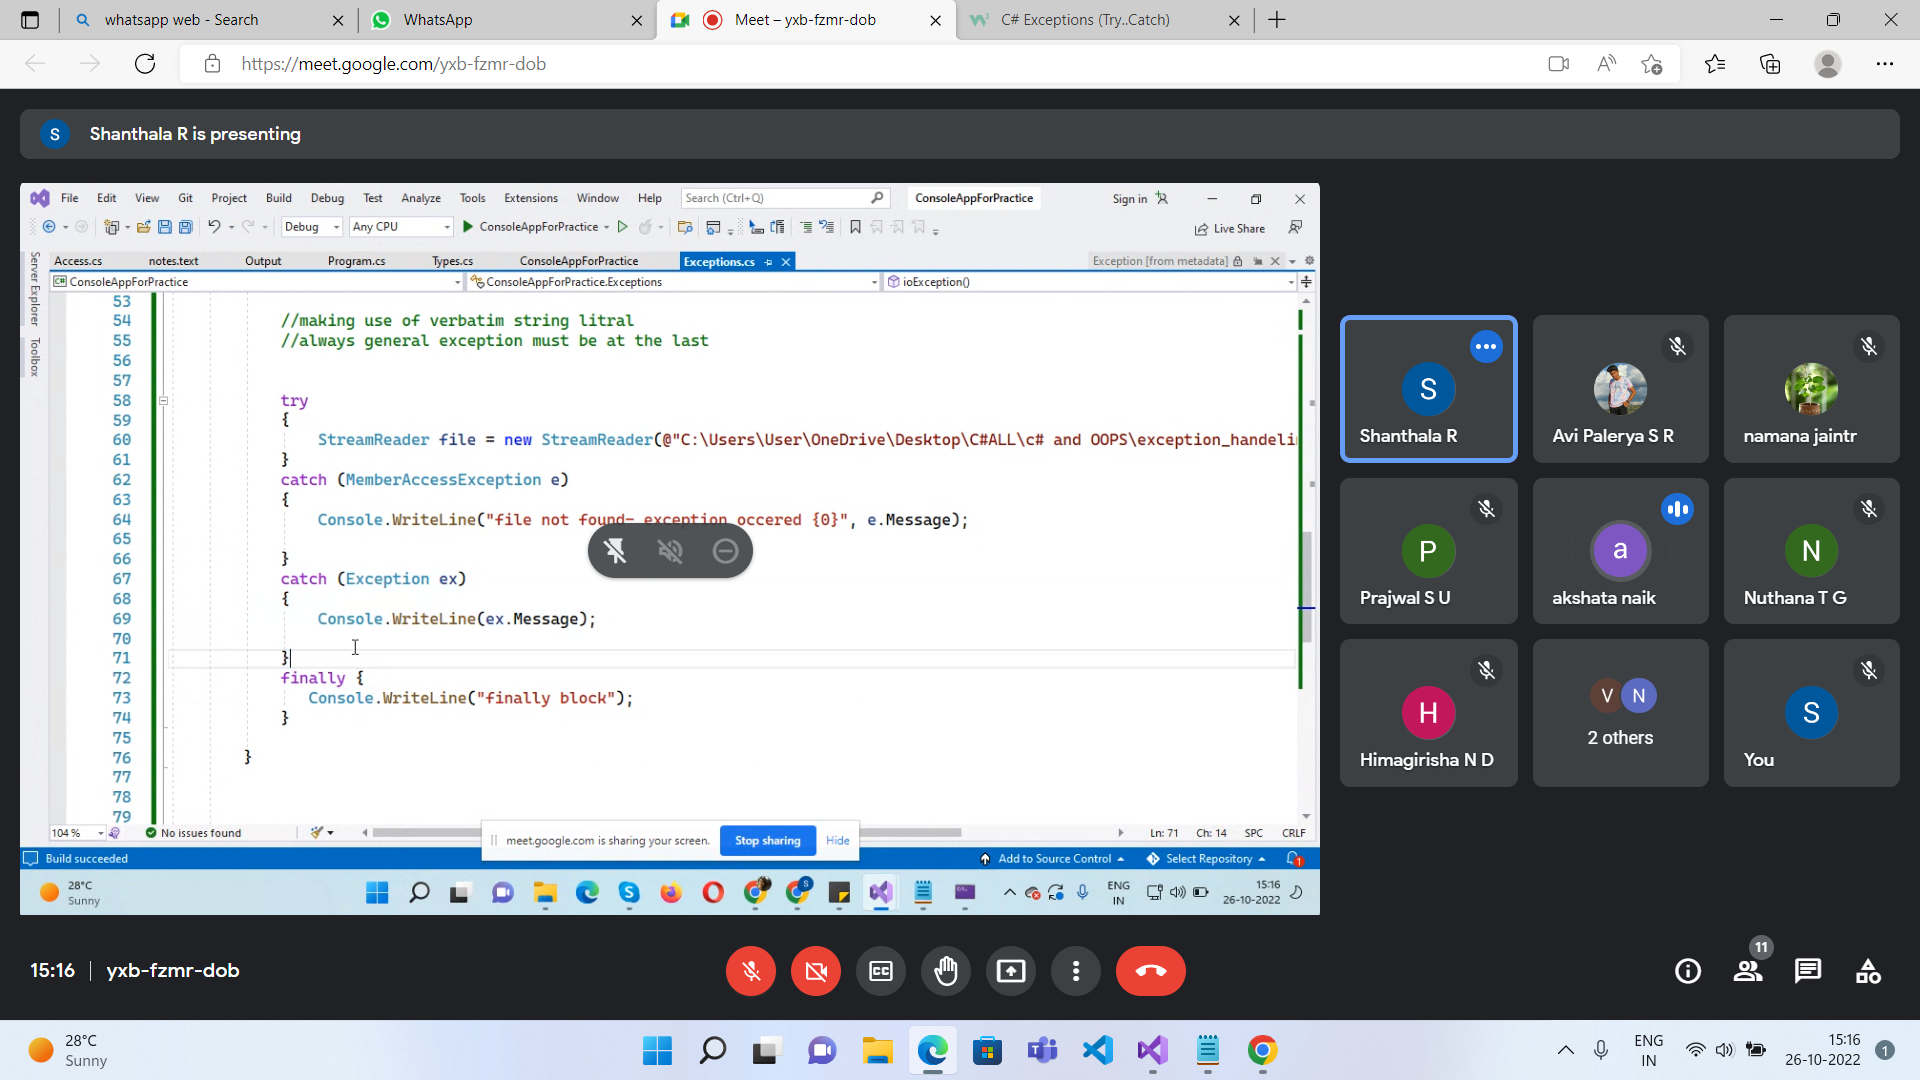 whatsapp web - Search
WhatsApp
Meet – yxb-fzmr-dob
C# Exceptions (Try..Catch)
https://meet.google.com/yxb-fzmr-dob
S
Shanthala R is presenting
File Edit View Git Project Build Debug Test Analyze Tools Extensions Window Help Search (Ctrl+Q) ConsoleAppForPractice Sign in
Debug Any CPU ConsoleAppForPractice Live Share
Server Explorer
Toolbox
Access.cs notes.text Output Program.cs Types.cs ConsoleAppForPractice Exceptions.cs Exception [from metadata]
C# ConsoleAppForPractice ConsoleAppForPractice.Exceptions ioException()
53
54 //making use of verbatim string litral
55 //always general exception must be at the last
56
57
58 try
59 {
60 StreamReader file = new StreamReader(@"C:\Users\User\OneDrive\Desktop\C#ALL\c# and OOPS\exception_handeli
61 }
62 catch (MemberAccessException e)
63 {
64 Console.WriteLine("file not found- exception occered {0}", e.Message);
65
66 }
67 catch (Exception ex)
68 {
69 Console.WriteLine(ex.Message);
70
71 }
72 finally {
73 Console.WriteLine("finally block");
74 }
75
76 }
77
78
79
104 % No issues found Ln: 71 Ch: 14 SPC CRLF
meet.google.com is sharing your screen. Stop sharing Hide
Build succeeded Add to Source Control Select Repository 1
28°C
Sunny
S
ENG
IN
15:16
26-10-2022
S
Shanthala R
Avi Palerya S R
namana jaintr
P
Prajwal S U
a
akshata naik
N
Nuthana T G
H
Himagirisha N D
V N
2 others
S
You
15:16 yxb-fzmr-dob
CC
11
28°C
Sunny
ENG
IN
15:16
26-10-2022
1